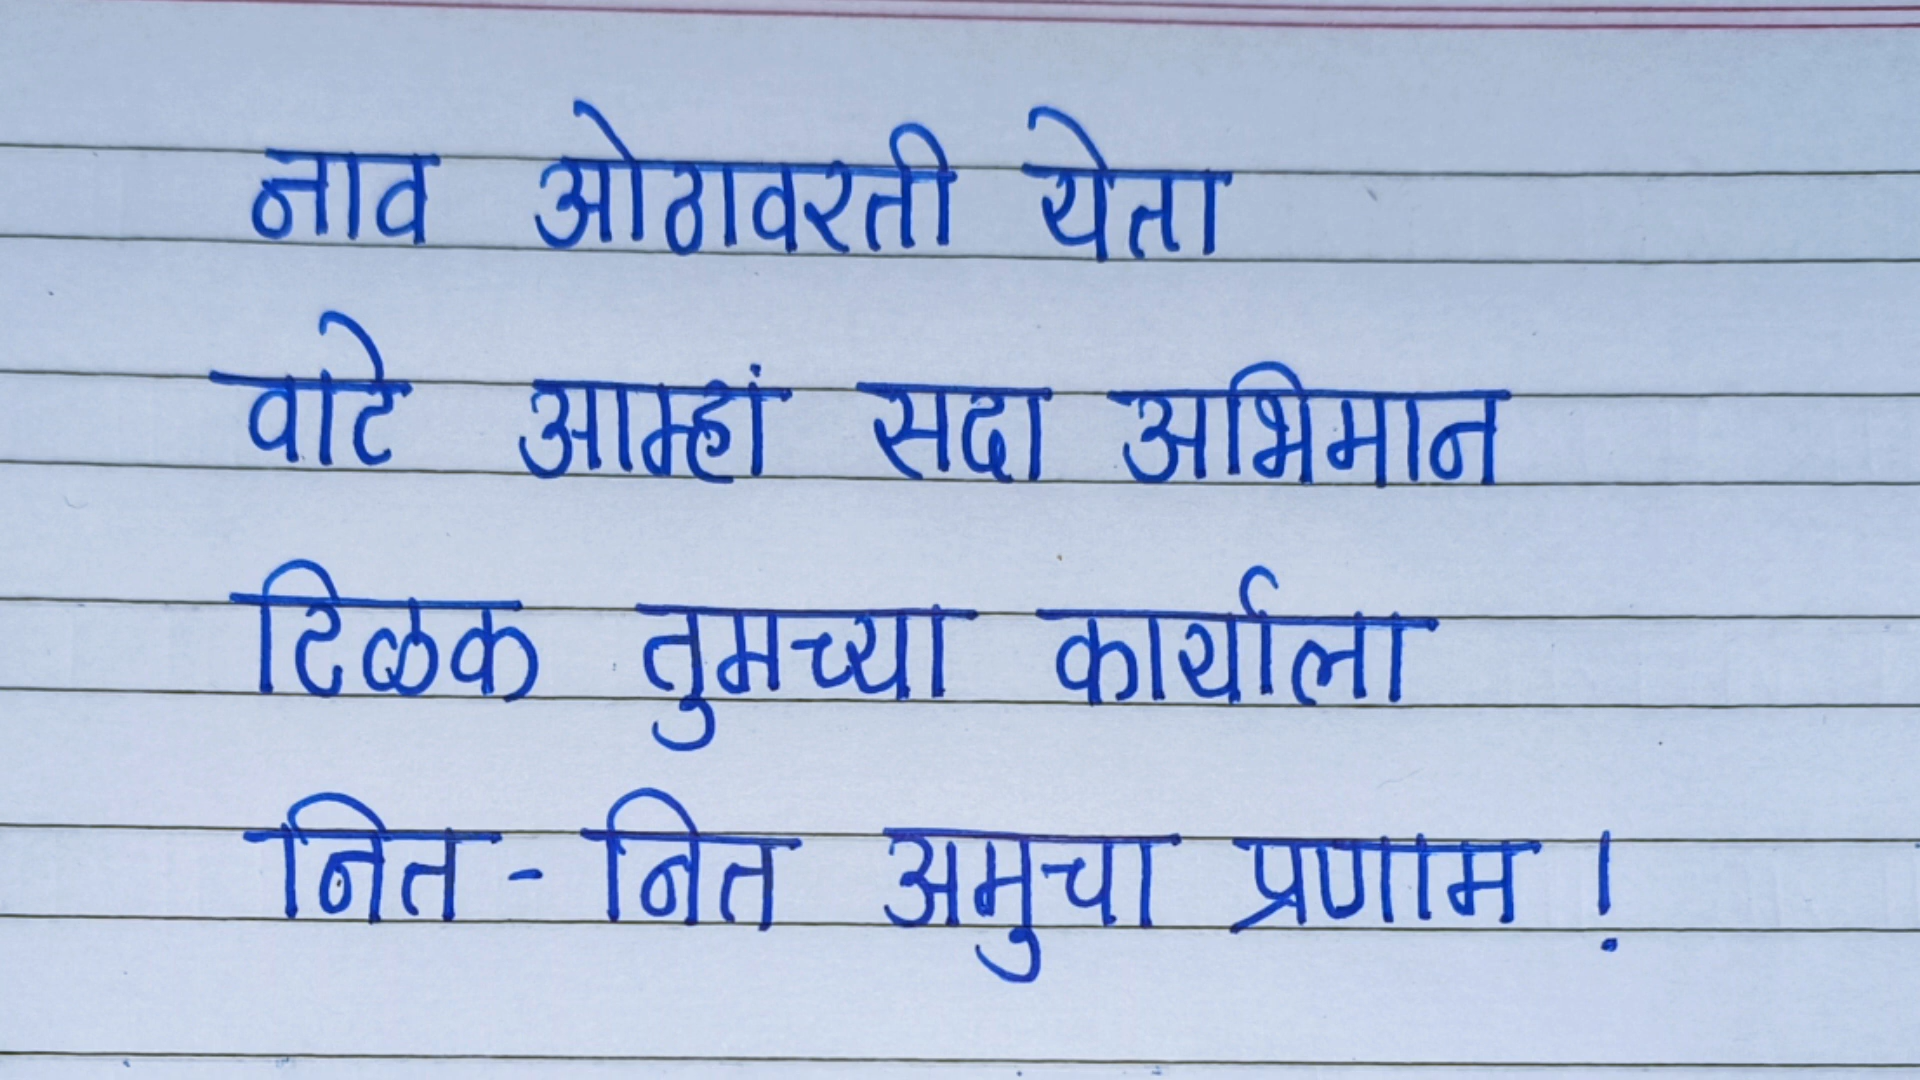 नाव ओठावरती येता
वाटे आम्हां सदा अभिमान
टिळक तुमच्या कार्याला
नित - नित अमुचा प्रणाम !